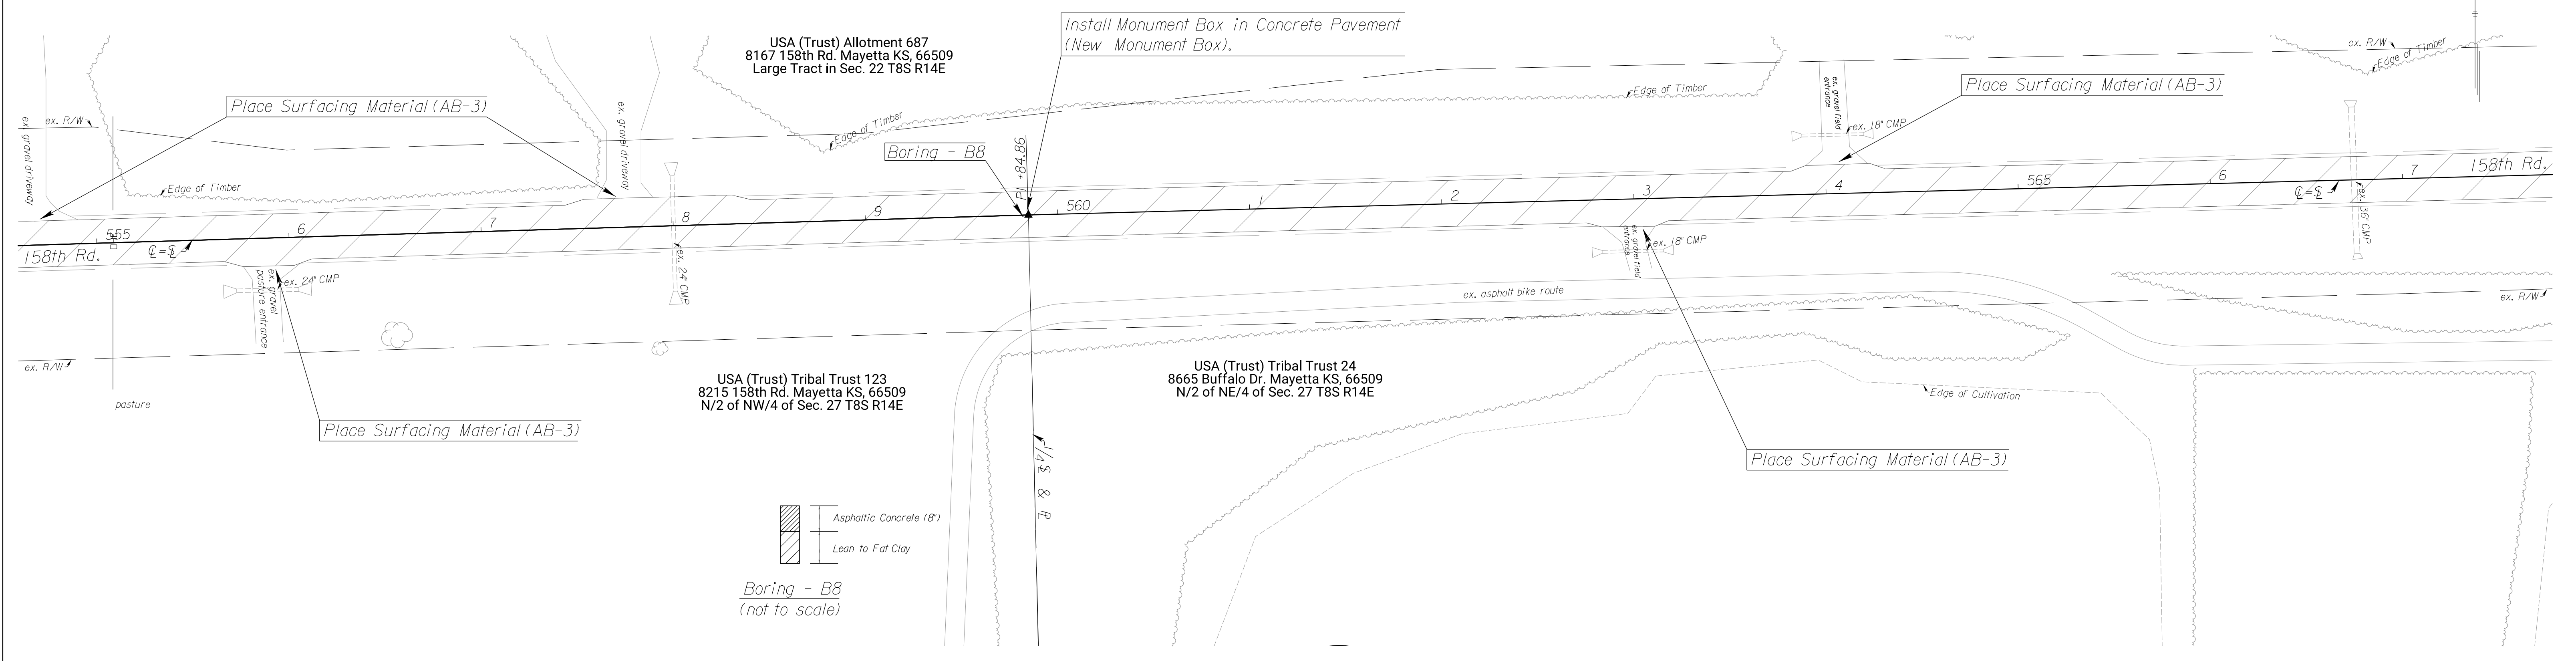 USA (Trust) Allotment 687
8167 158th Rd. Mayetta KS, 66509
Large Tract in Sec. 22 T8S R14E
Install Monument Box in Concrete Pavement
(New Monument Box).
ex. R/W
Edge of Timber
Place Surfacing Material (AB-3)
Place Surfacing Material (AB-3)
ex. gravel driveway
ex. R/W
ex. gravel driveway
Edge of Timber
Edge of Timber
Edge of Timber
ex. gravel field
entrance
ex. 18" CMP
Boring - B8
PI +84.86
158th Rd.
555
6
7
8
9
560
1
2
3
4
565
6
7
158th Rd.
℄=SL
℄=SL
ex. gravel
pasture entrance
ex. 24" CMP
ex. 24" CMP
ex. gravel field
entrance
ex. 18" CMP
ex. 36" CMP
ex. asphalt bike route
ex. R/W
ex. R/W
pasture
USA (Trust) Tribal Trust 123
8215 158th Rd. Mayetta KS, 66509
N/2 of NW/4 of Sec. 27 T8S R14E
USA (Trust) Tribal Trust 24
8665 Buffalo Dr. Mayetta KS, 66509
N/2 of NE/4 of Sec. 27 T8S R14E
Edge of Cultivation
Place Surfacing Material (AB-3)
Place Surfacing Material (AB-3)
1/4 SL & PL
Asphaltic Concrete (8")
Lean to Fat Clay
Boring - B8
(not to scale)